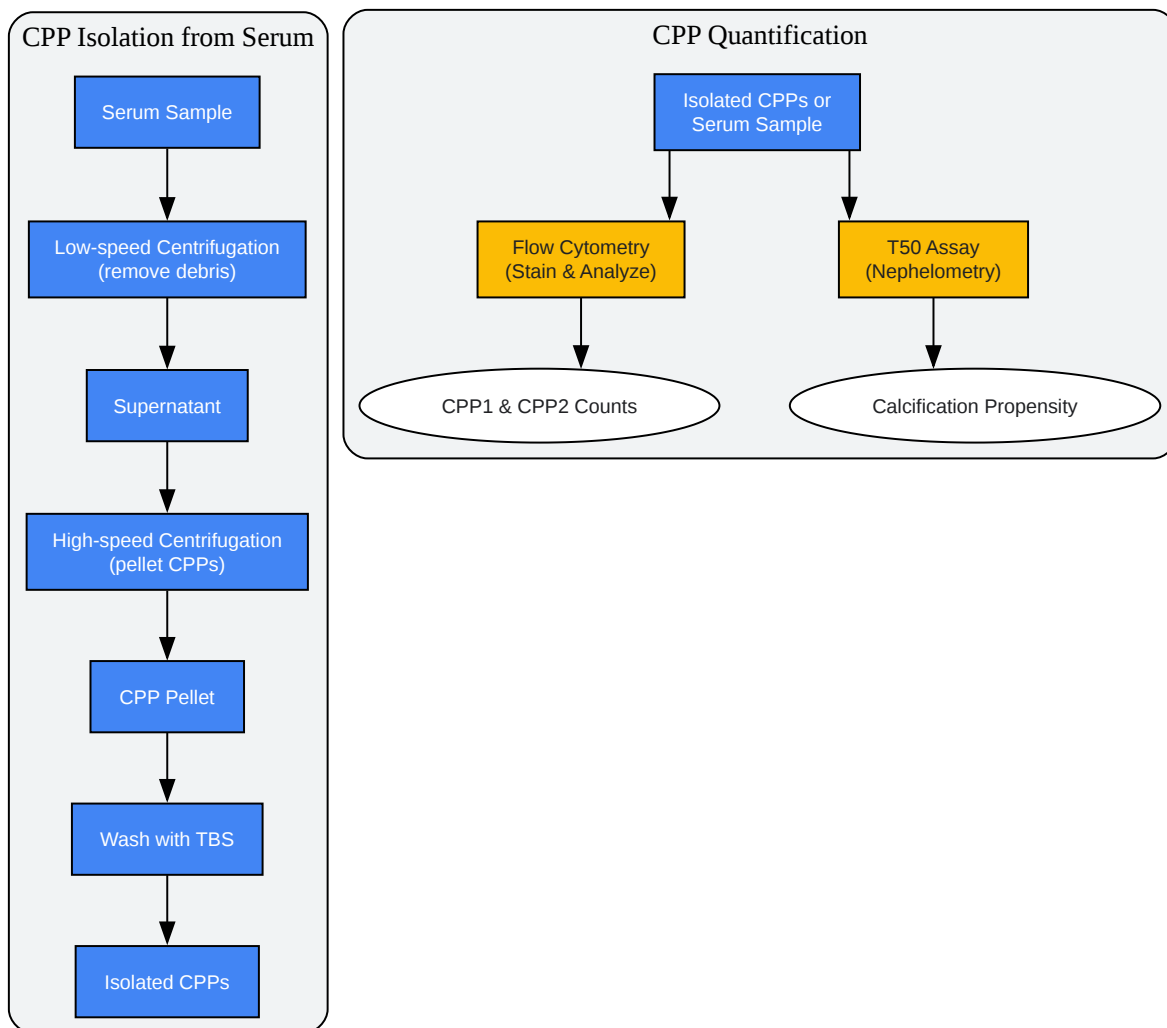 CPP Isolation from Serum
Serum Sample
Low-speed Centrifugation
(remove debris)
Supernatant
High-speed Centrifugation
(pellet CPPs)
CPP Pellet
Wash with TBS
Isolated CPPs
CPP Quantification
Isolated CPPs or
Serum Sample
Flow Cytometry
(Stain & Analyze)
T50 Assay
(Nephelometry)
CPP1 & CPP2 Counts
Calcification Propensity